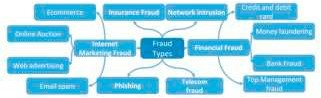 Ecommerce
Insurance Fraud
Network Intrusion
Credit and debit
card
Online Auction
Money laundering
Internet
Marketing Fraud
Fraud
Types
Financial Fraud
Web advertising
Bank Fraud
Email spam
Phishing
Telecom
Fraud
Top Management
fraud